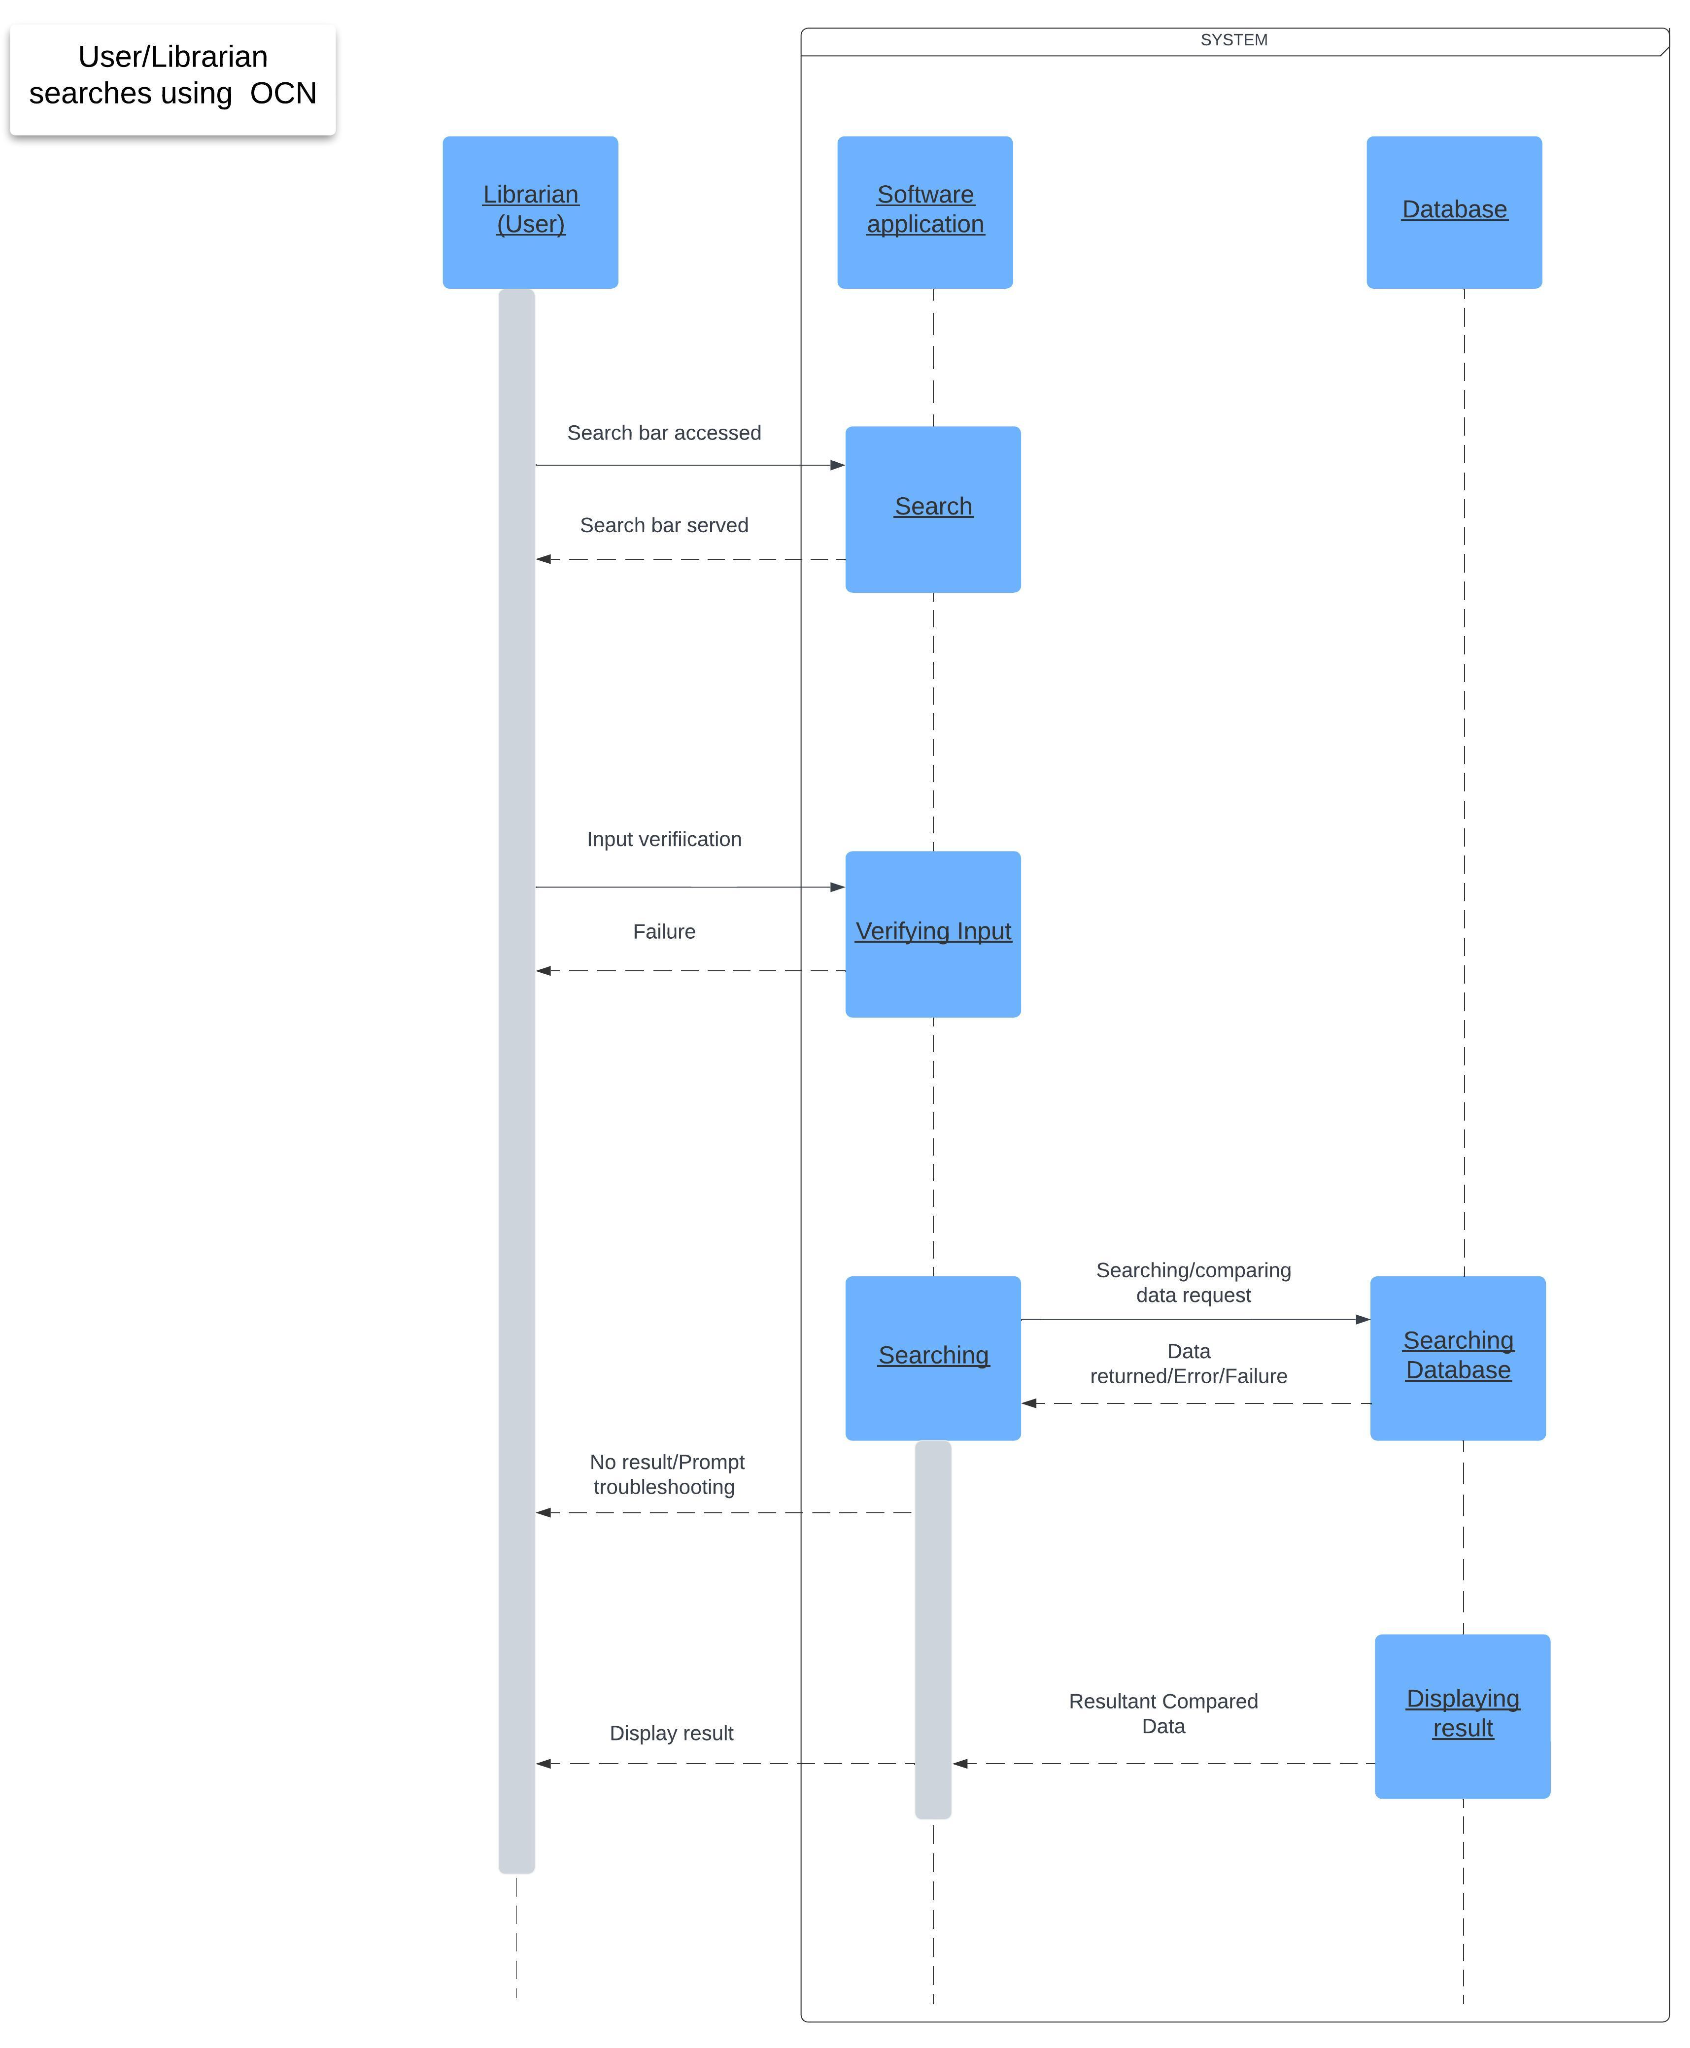 User/Librarian
searches using  OCN
SYSTEM
Librarian
(User)
Software
application
Database
Search bar accessed
Search
Search bar served
Input verifiication
Verifying Input
Failure
Searching/comparing
data request
Searching
Searching
Database
Data
returned/Error/Failure
No result/Prompt
troubleshooting
Resultant Compared
Data
Displaying
result
Display result